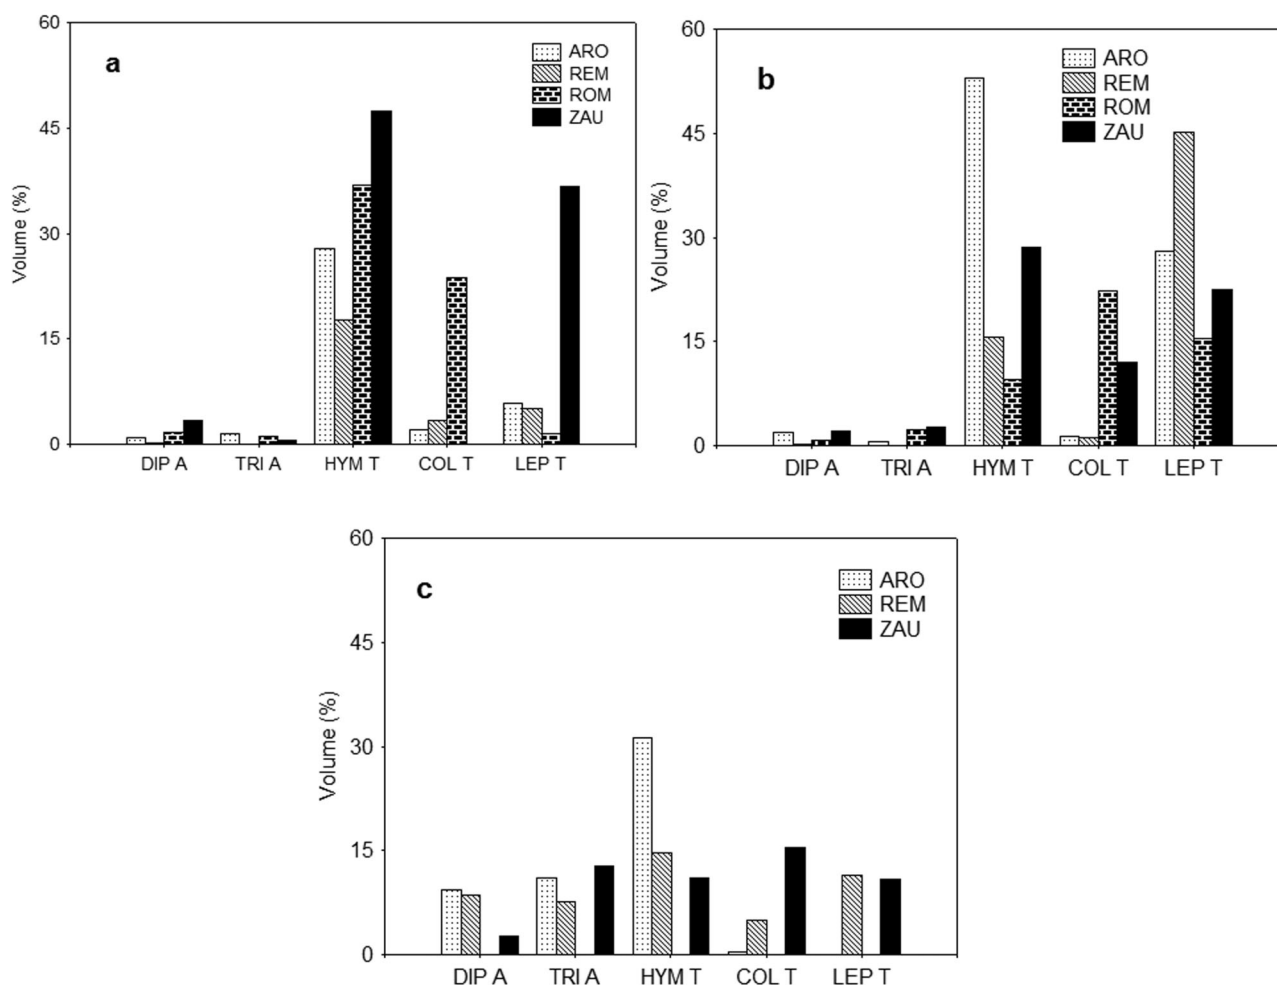 60
45
30
15
0
Volume (%)
a
ARO
REM
ROM
ZAU
DIP A
TRI A
HYM T
COL T
LEP T
60
45
30
15
0
Volume (%)
b
ARO
REM
ROM
ZAU
DIP A
TRI A
HYM T
COL T
LEP T
60
45
30
15
0
Volume (%)
c
ARO
REM
ZAU
DIP A
TRI A
HYM T
COL T
LEP T